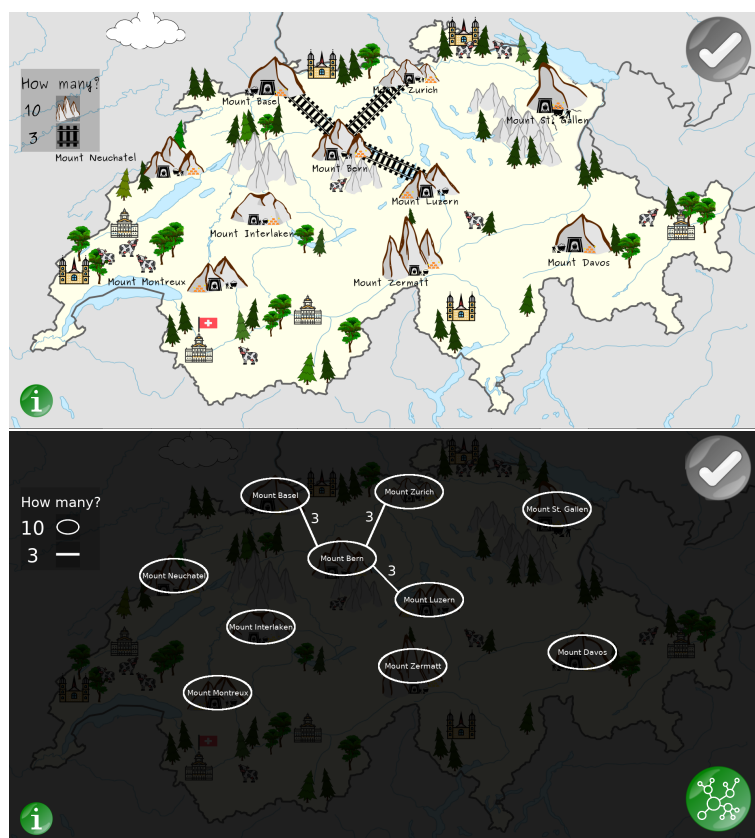 How many?
10
3
Mount Basel
Mount Zurich
Mount St. Gallen
Mount Neuchatel
Mount Bern
Mount Luzern
Mount Interlaken
Mount Davos
Mount Montreux
Mount Zermatt
i
How many?
10
3
Mount Basel
Mount Zurich
Mount St. Gallen
3
3
Mount Bern
3
Mount Neuchatel
Mount Luzern
Mount Interlaken
Mount Davos
Mount Zermatt
Mount Montreux
i